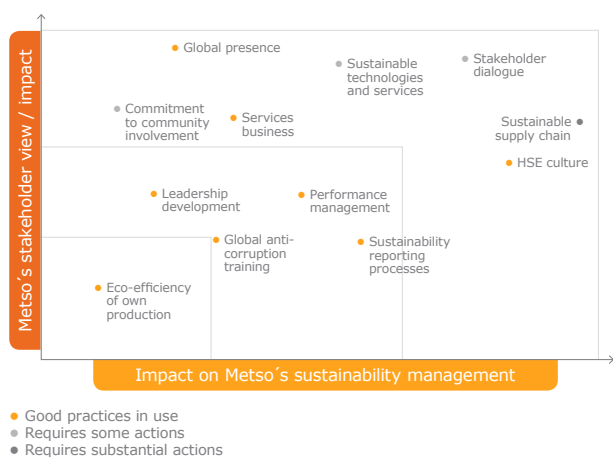 Metso´s stakeholder view / impact
Global presence
Sustainable
technologies
and services
Stakeholder
dialogue
Commitment
to community
involvement
Services
business
Sustainable
supply chain
HSE culture
Leadership
development
Performance
management
Global anti-
corruption
training
Sustainability
reporting
processes
Eco-efficiency
of own
production
Impact on Metso´s sustainability management
Good practices in use
Requires some actions
Requires substantial actions